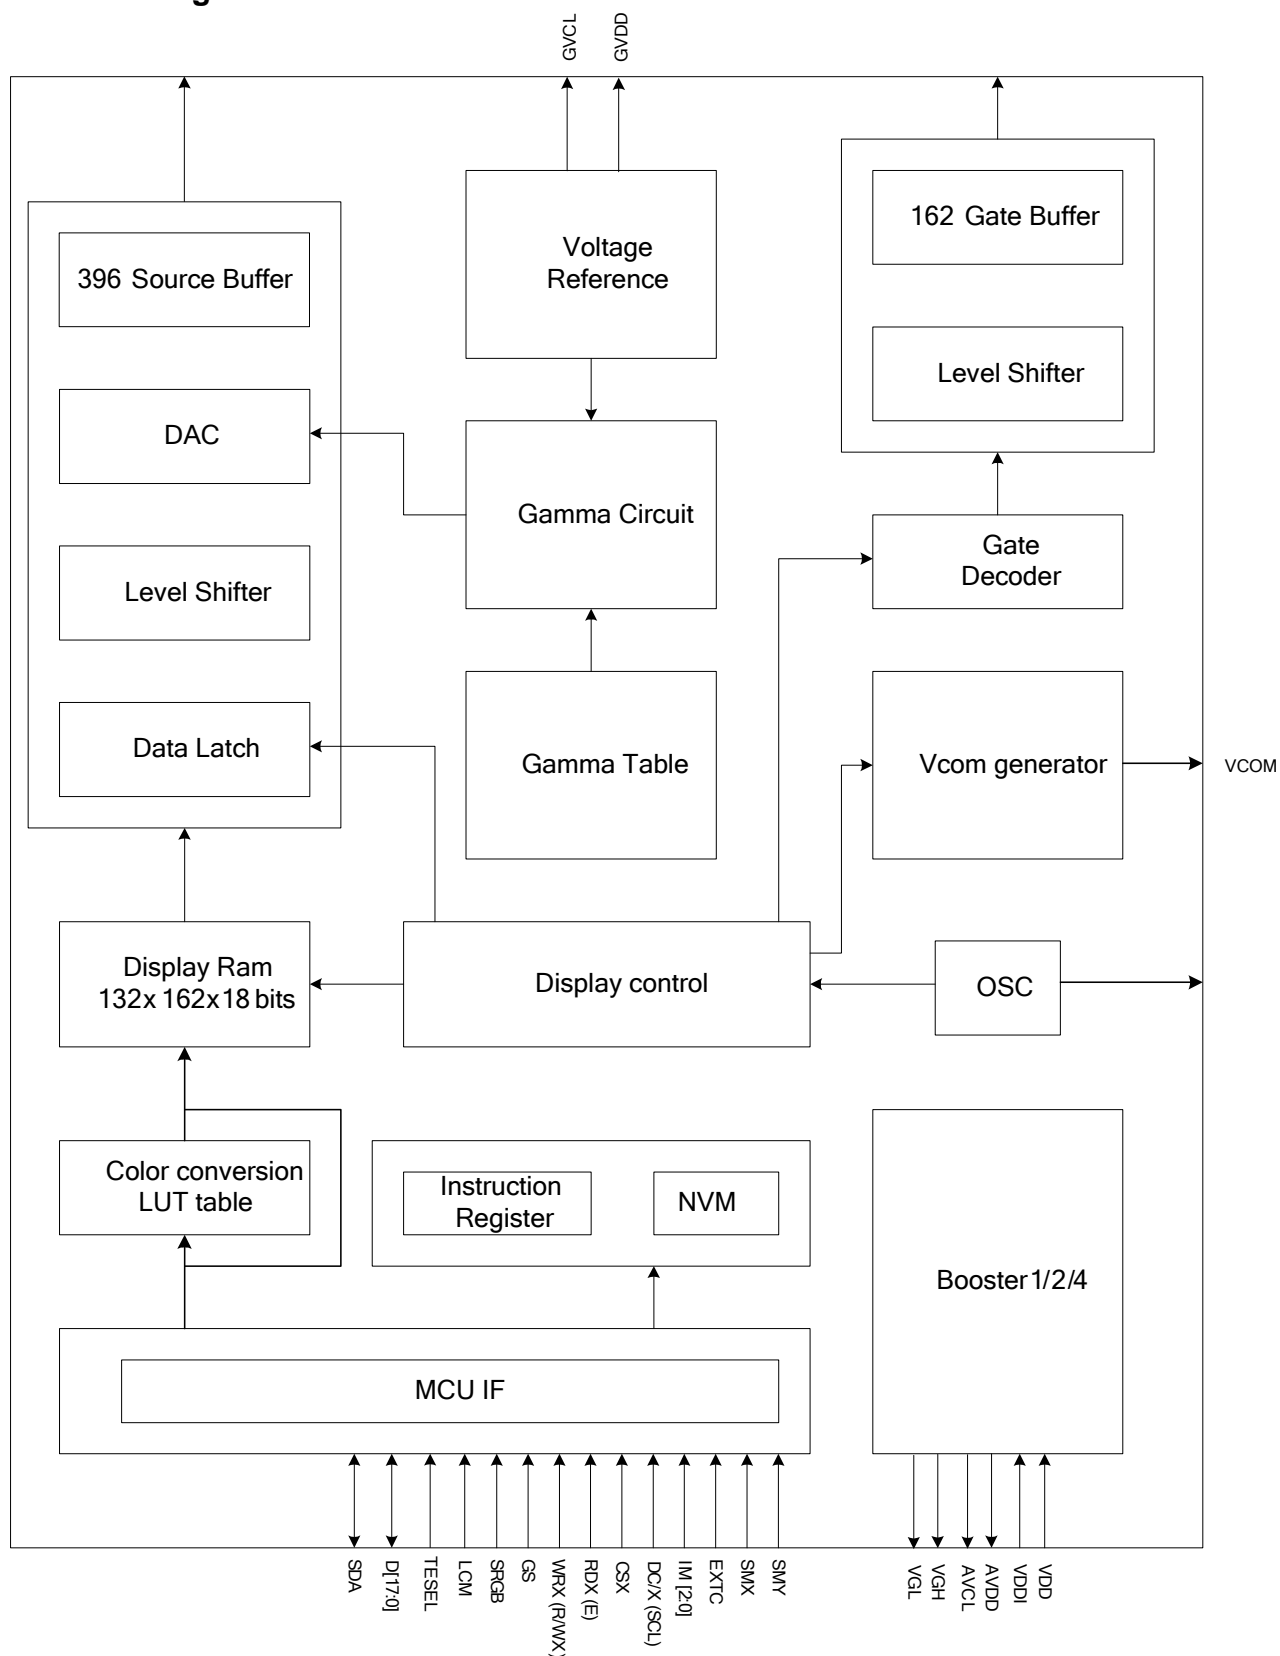 GVCL
GVDD
396 Source Buffer
DAC
Level Shifter
Data Latch
Voltage
Reference
Gamma Circuit
Gamma Table
162 Gate Buffer
Level Shifter
Gate
Decoder
Vcom generator
VCOM
Display Ram
132x 162x18 bits
Display control
OSC
Color conversion
LUT table
Instruction
Register
NVM
Booster1/2/4
MCU IF
SDA
D[17:0]
TESEL
LCM
SRGB
GS
WRX (R/WX)
RDX (E)
CSX
DC/X (SCL)
IM [2:0]
EXTC
SMX
SMY
VGL
VGH
AVCL
AVDD
VDDI
VDD